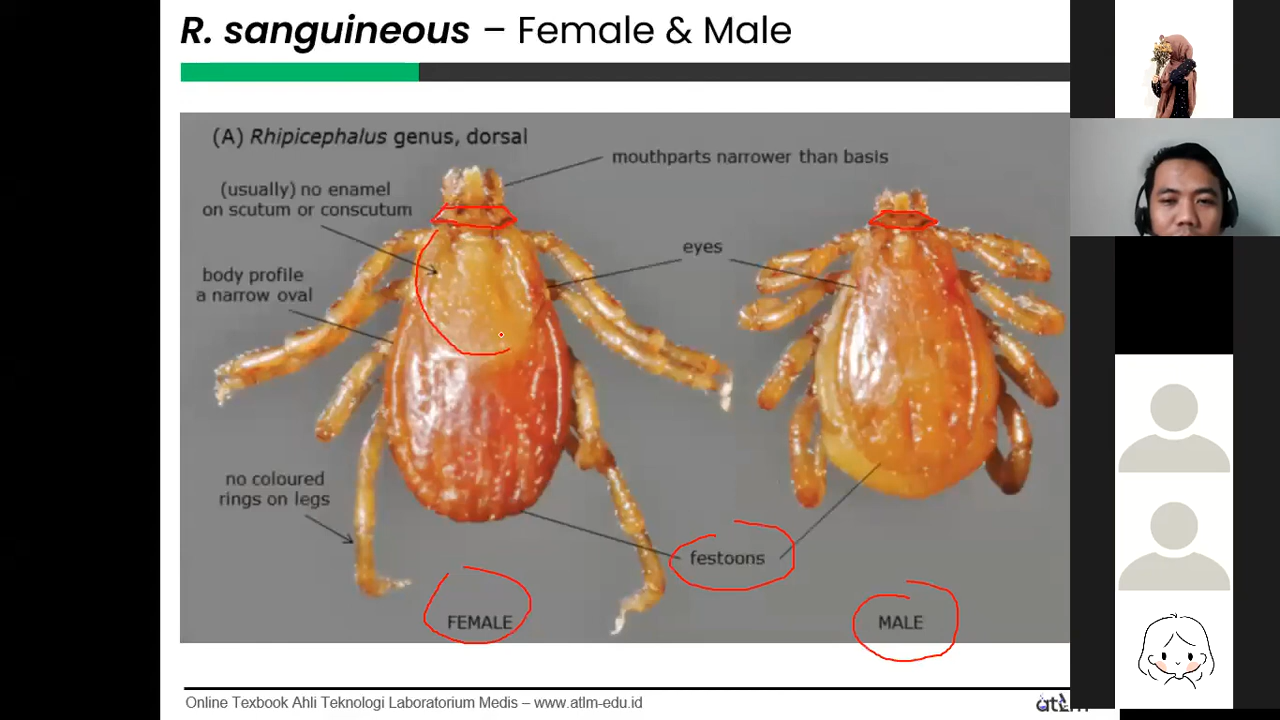 R. sanguineous – Female & Male
(A) Rhipicephalus genus, dorsal
mouthparts narrower than basis
(usually) no enamel
on scutum or conscutum
eyes
body profile
a narrow oval
no coloured
rings on legs
festoons
FEMALE
MALE
Online Texbook Ahli Teknologi Laboratorium Medis – www.atlm-edu.id